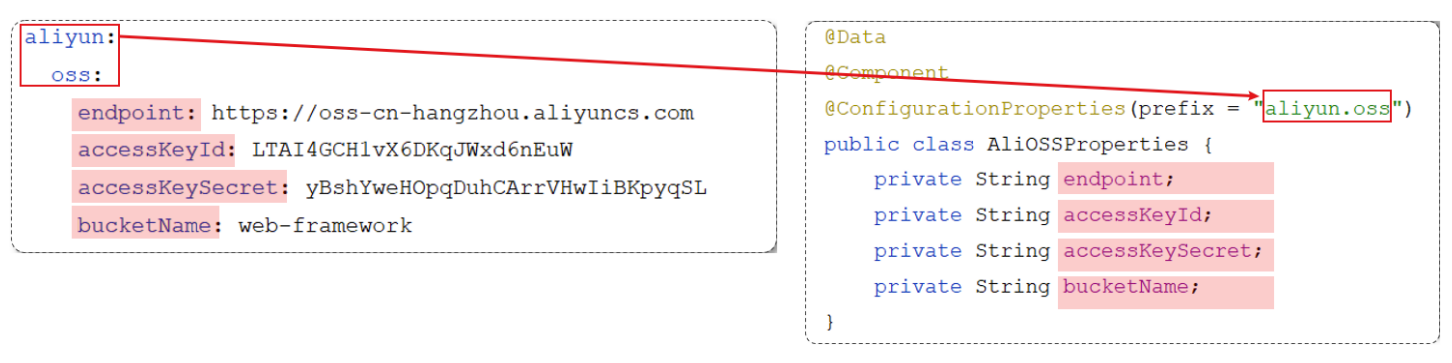 aliyun:
oss:
endpoint: https://oss-cn-hangzhou.aliyuncs.com
accessKeyId: LTAI4GCH1vX6DKqJWxd6nEuW
accessKeySecret: yBshYweHOpqDuhCArrVHwIiBKpyqSL
bucketName: web-framework
@Data
@Component
@ConfigurationProperties(prefix = "aliyun.oss")
public class AliOSSProperties {
private String endpoint;
private String accessKeyId;
private String accessKeySecret;
private String bucketName;
}